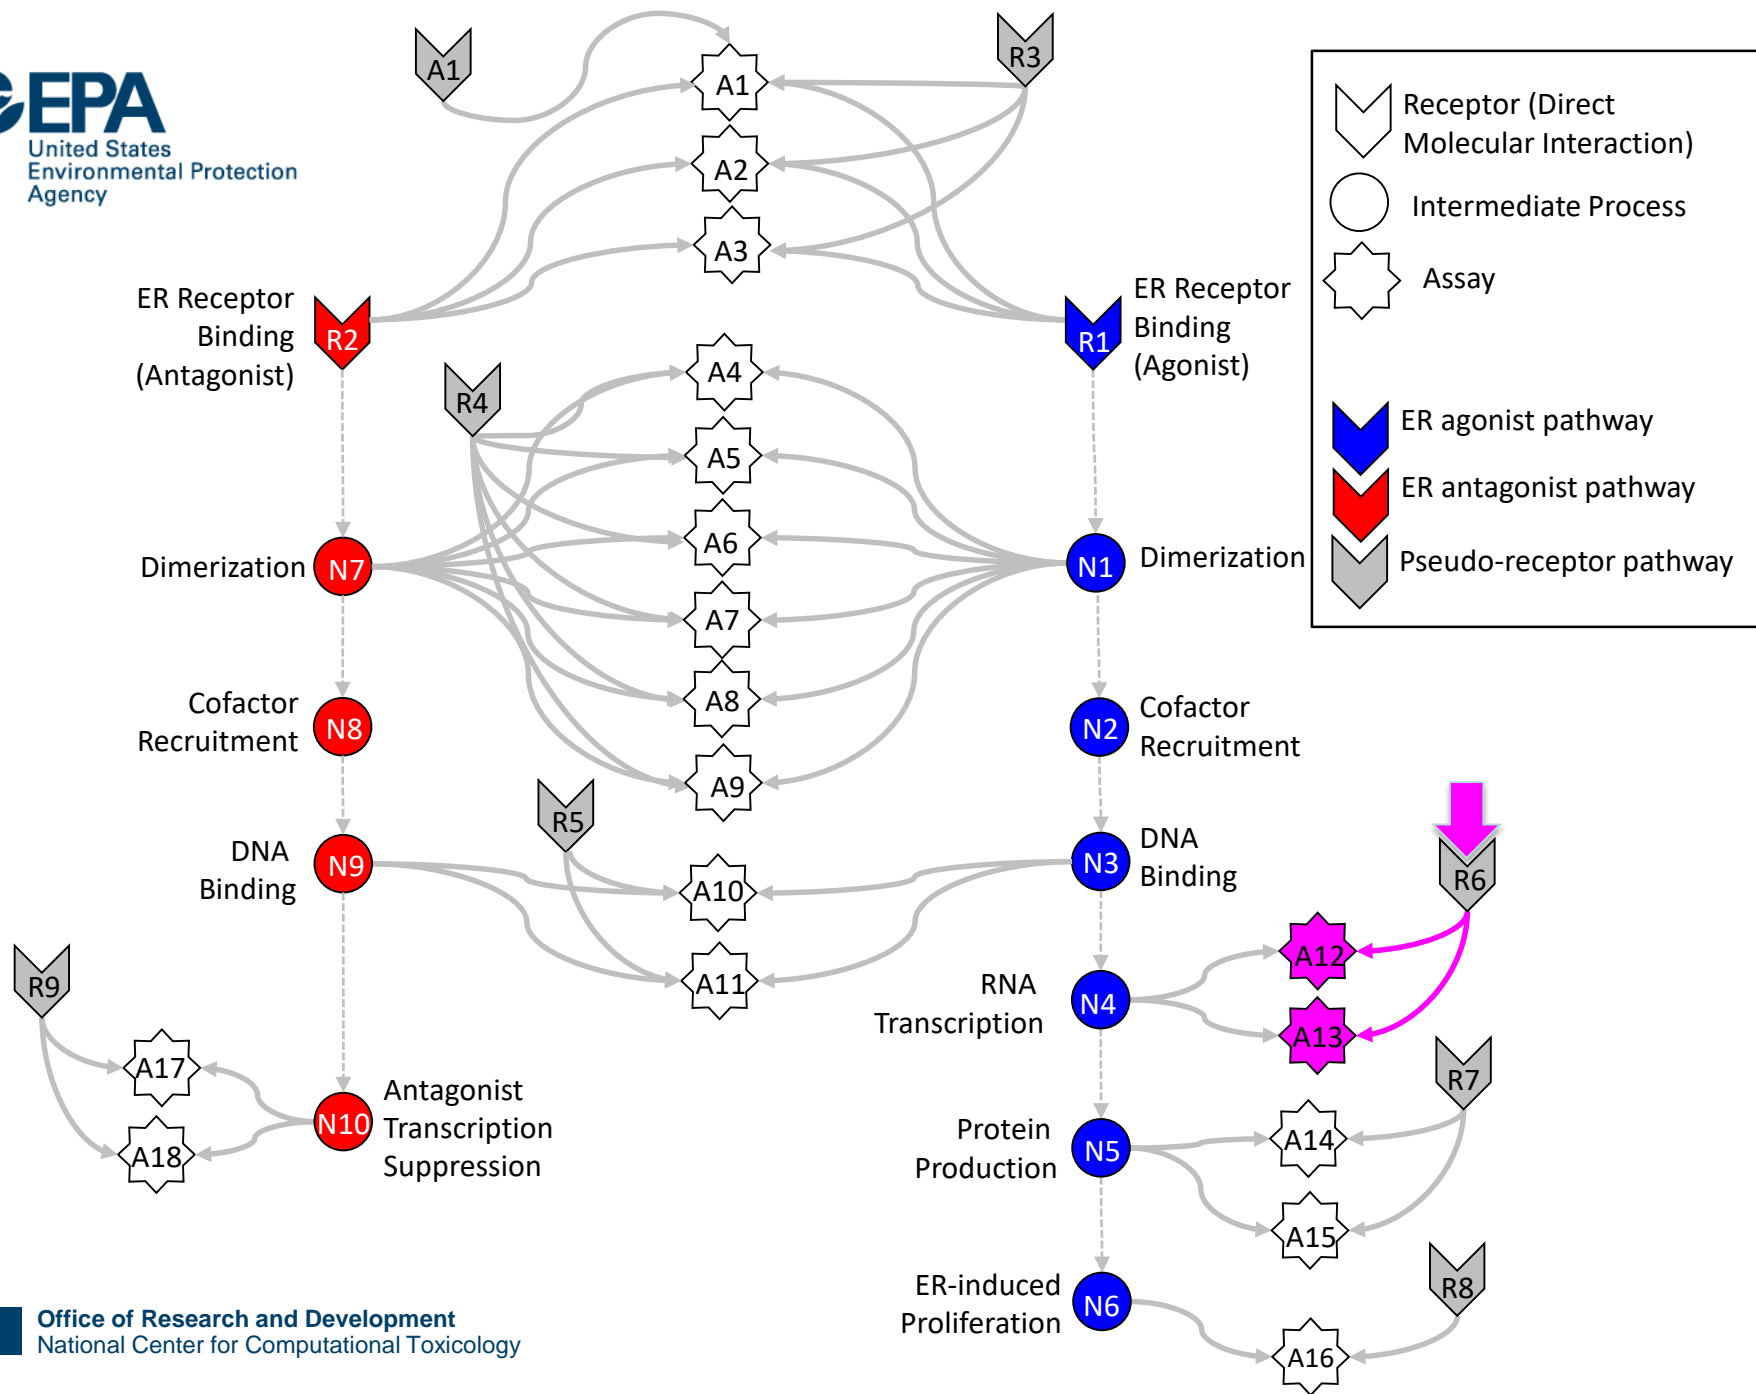 EPA
United States
Environmental Protection
Agency
A1
R3
A1
A2
A3
ER Receptor
Binding
(Antagonist)
R2
R1
ER Receptor
Binding
(Agonist)
R4
A4
A5
A6
A7
A8
A9
Dimerization
N7
N1
Dimerization
Cofactor
Recruitment
N8
N2
Cofactor
Recruitment
R5
DNA
Binding
N9
A10
A11
N3
DNA
Binding
R6
A12
A13
RNA
Transcription
N4
R9
A17
A18
N10
Antagonist
Transcription
Suppression
R7
Protein
Production
N5
A14
A15
ER-induced
Proliferation
N6
R8
A16
Receptor (Direct
Molecular Interaction)
Intermediate Process
Assay
ER agonist pathway
ER antagonist pathway
Pseudo-receptor pathway
Office of Research and Development
National Center for Computational Toxicology